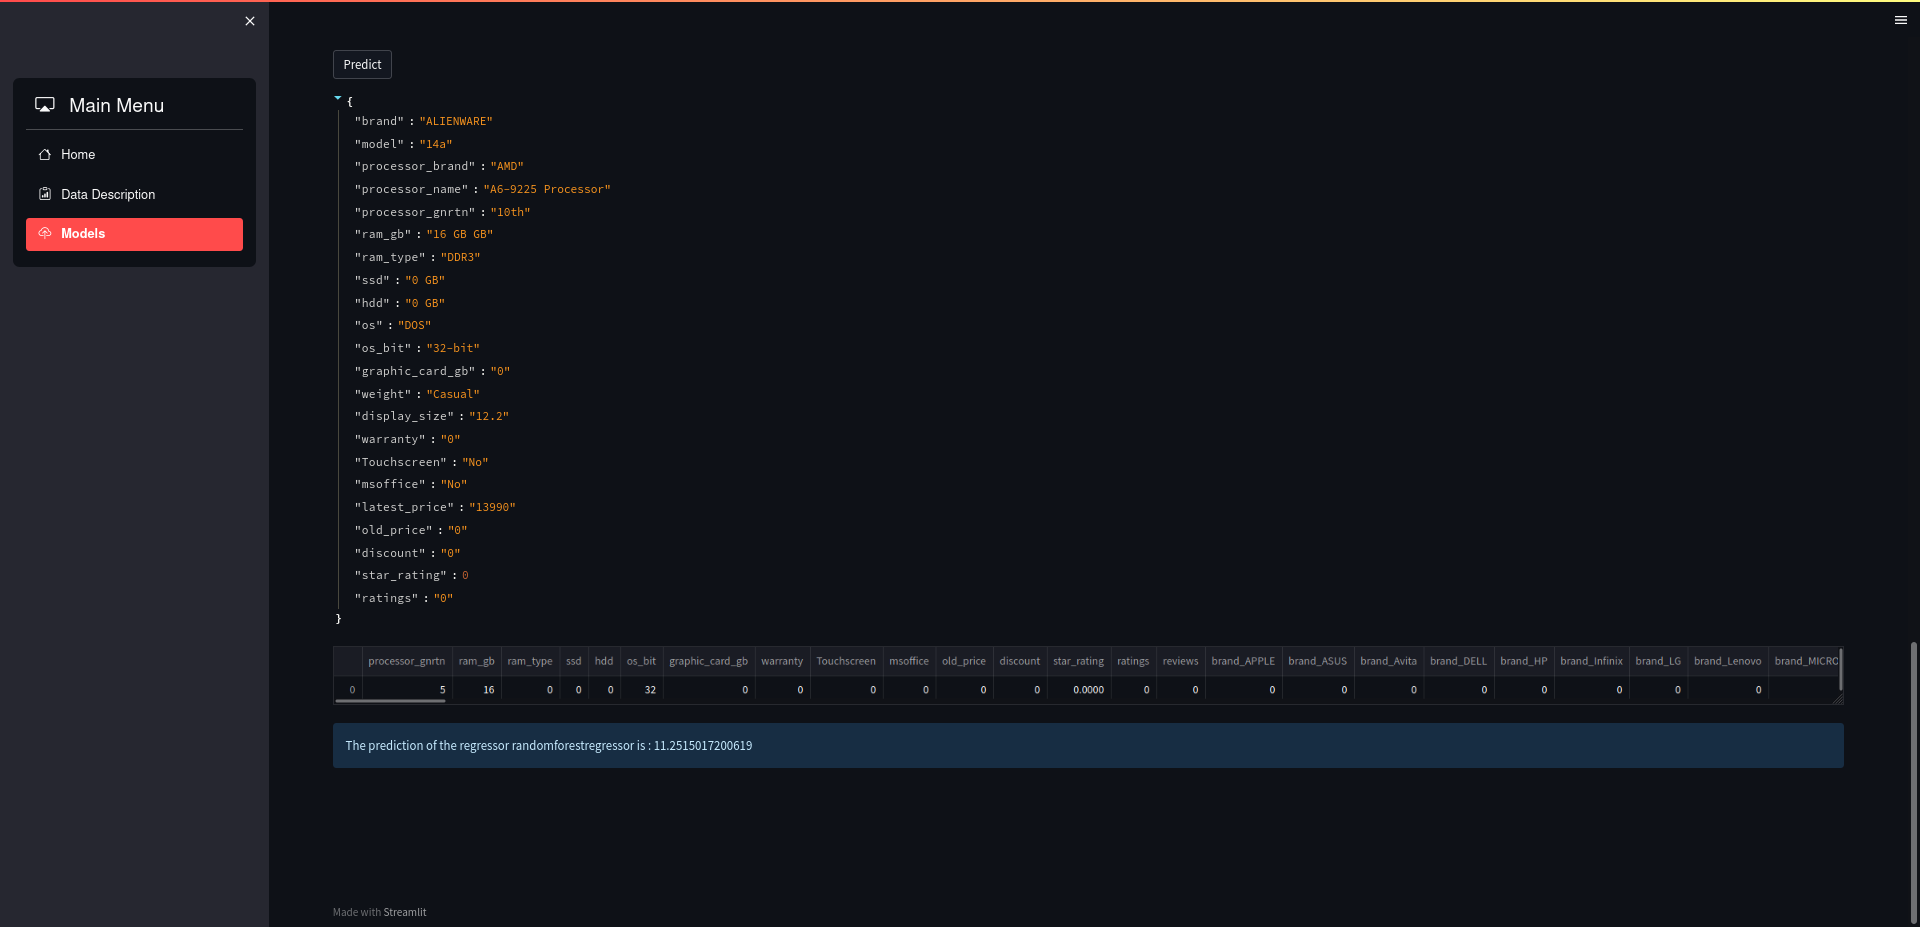 Main Menu
Home
Data Description
Models
Predict
{
"brand" : "ALIENWARE"
"model" : "14a"
"processor_brand" : "AMD"
"processor_name" : "A6-9225 Processor"
"processor_gnrtn" : "10th"
"ram_gb" : "16 GB GB"
"ram_type" : "DDR3"
"ssd" : "0 GB"
"hdd" : "0 GB"
"os" : "DOS"
"os_bit" : "32-bit"
"graphic_card_gb" : "0"
"weight" : "Casual"
"display_size" : "12.2"
"warranty" : "0"
"Touchscreen" : "No"
"msoffice" : "No"
"latest_price" : "13990"
"old_price" : "0"
"discount" : "0"
"star_rating" : 0
"ratings" : "0"
}
processor_gnrtn ram_gb ram_type ssd hdd os_bit graphic_card_gb warranty Touchscreen msoffice old_price discount star_rating ratings reviews brand_APPLE brand_ASUS brand_Avita brand_DELL brand_HP brand_Infinix brand_LG brand_Lenovo brand_MICRO
0 5 16 0 0 0 32 0 0 0 0 0 0 0.0000 0 0 0 0 0 0 0 0 0 0
The prediction of the regressor randomforestregressor is : 11.2515017200619
Made with Streamlit